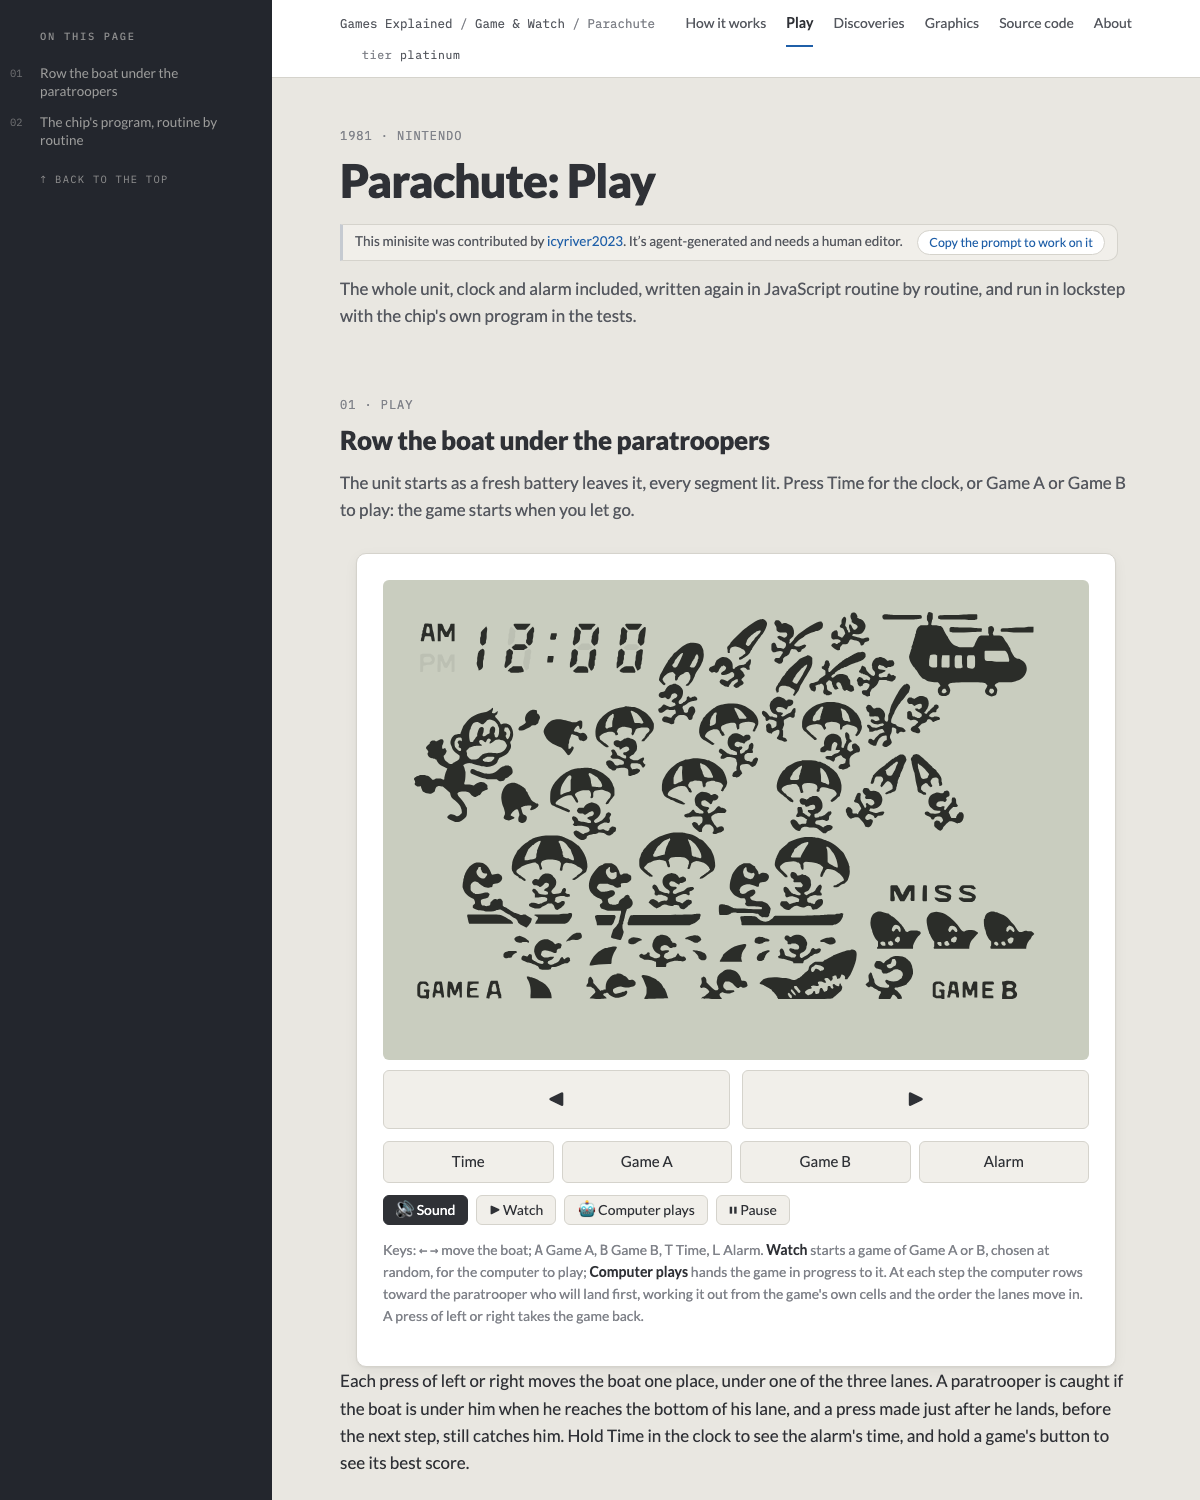 ON THIS PAGE
01 Row the boat under the
paratroopers
02 The chip's program, routine by
routine
↑ BACK TO THE TOP
Games Explained / Game & Watch / Parachute
tier platinum
How it works Play Discoveries Graphics Source code About
1981 · NINTENDO
Parachute: Play
This minisite was contributed by icyriver2023. It's agent-generated and needs a human editor. Copy the prompt to work on it
The whole unit, clock and alarm included, written again in JavaScript routine by routine, and run in lockstep
with the chip's own program in the tests.
01 · PLAY
Row the boat under the paratroopers
The unit starts as a fresh battery leaves it, every segment lit. Press Time for the clock, or Game A or Game B
to play: the game starts when you let go.
AM 12:00
PM
MISS
GAME A GAME B
◀ ▶
Time Game A Game B Alarm
🔊 Sound ▶ Watch 🤖 Computer plays ⏸ Pause
Keys: ← → move the boat; A Game A, B Game B, T Time, L Alarm. Watch starts a game of Game A or B, chosen at
random, for the computer to play; Computer plays hands the game in progress to it. At each step the computer rows
toward the paratrooper who will land first, working it out from the game's own cells and the order the lanes move in.
A press of left or right takes the game back.
Each press of left or right moves the boat one place, under one of the three lanes. A paratrooper is caught if
the boat is under him when he reaches the bottom of his lane, and a press made just after he lands, before
the next step, still catches him. Hold Time in the clock to see the alarm's time, and hold a game's button to
see its best score.